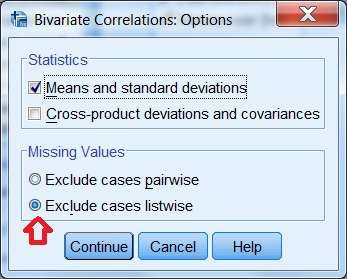 Bivariate Correlations: Options
Statistics
Means and standard deviations
Cross-product deviations and covariances
Missing Values
Exclude cases pairwise
Exclude cases listwise
Continue Cancel Help